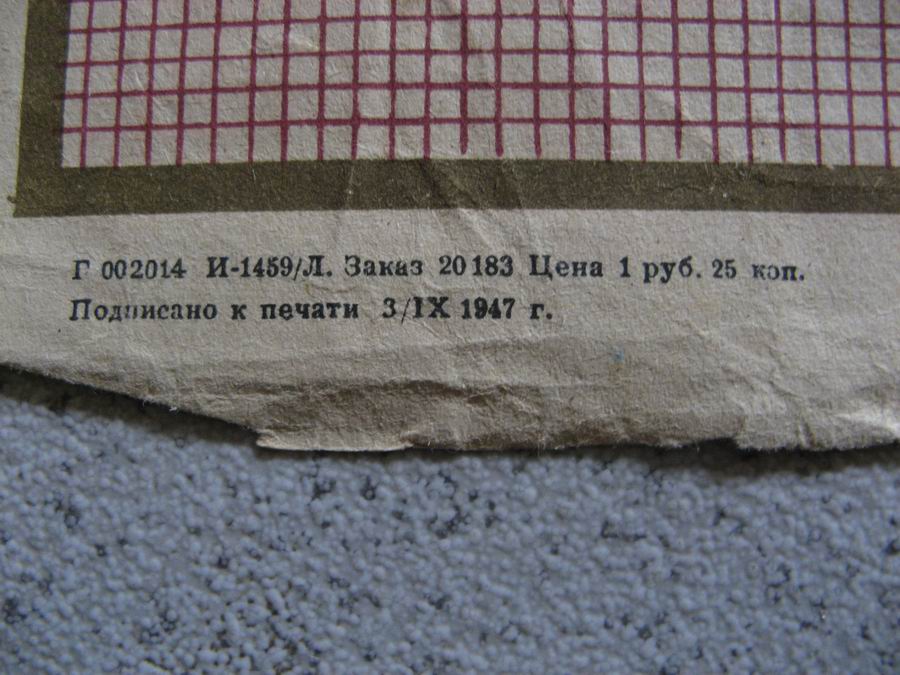 Г 002014 И-1459/Л. Заказ 20183 Цена 1 руб. 25 коп.
Подписано к печати 3/IX 1947 г.